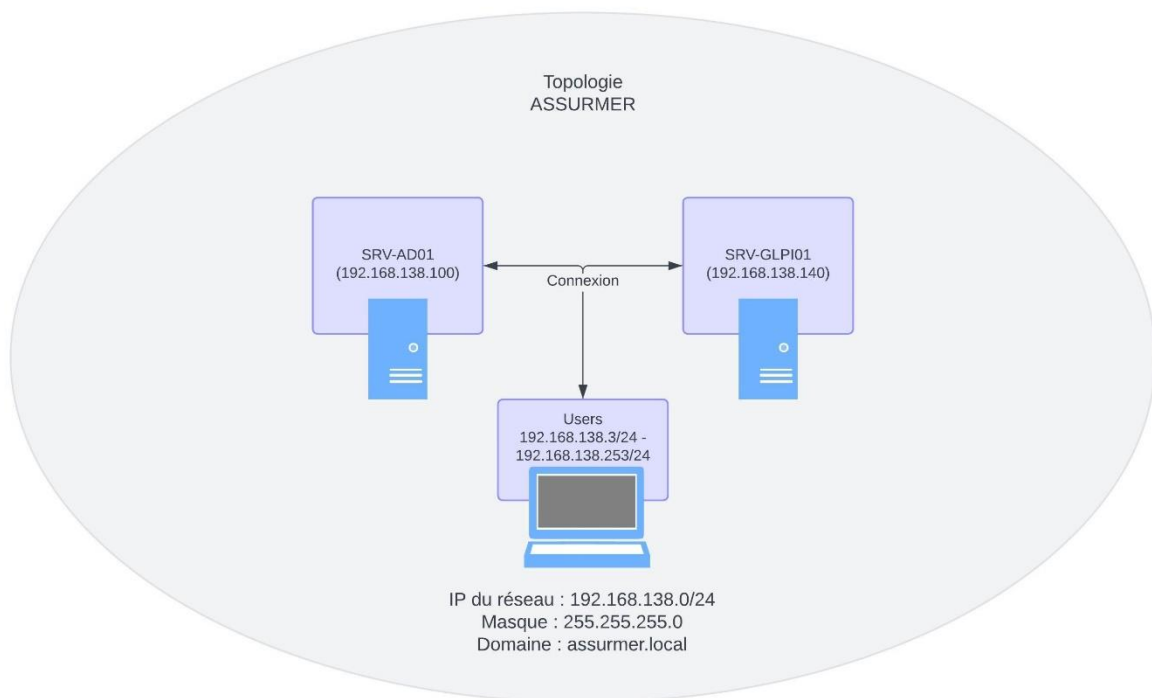 Topologie
ASSURMER
SRV-AD01
(192.168.138.100)
SRV-GLPI01
(192.168.138.140)
Connexion
Users
192.168.138.3/24 -
192.168.138.253/24
IP du réseau : 192.168.138.0/24
Masque : 255.255.255.0
Domaine : assurmer.local